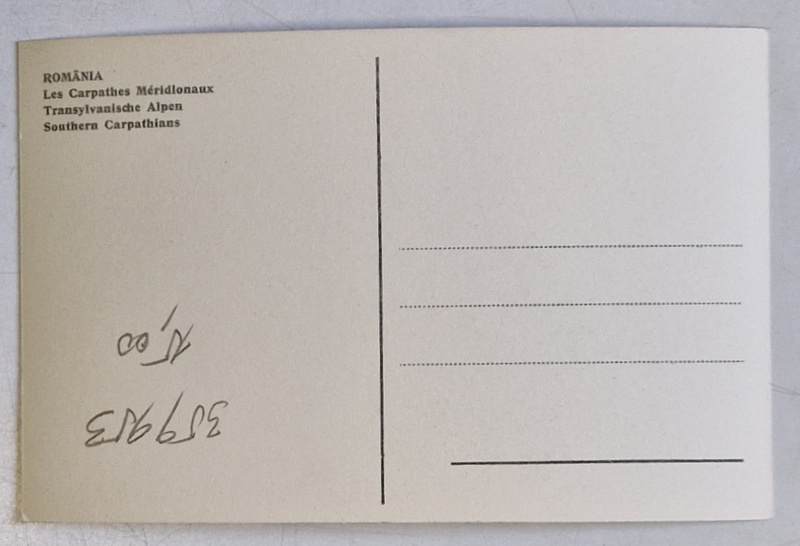 ROMÂNIA
Les Carpathes Méridionaux
Transylvanische Alpen
Southern Carpathians